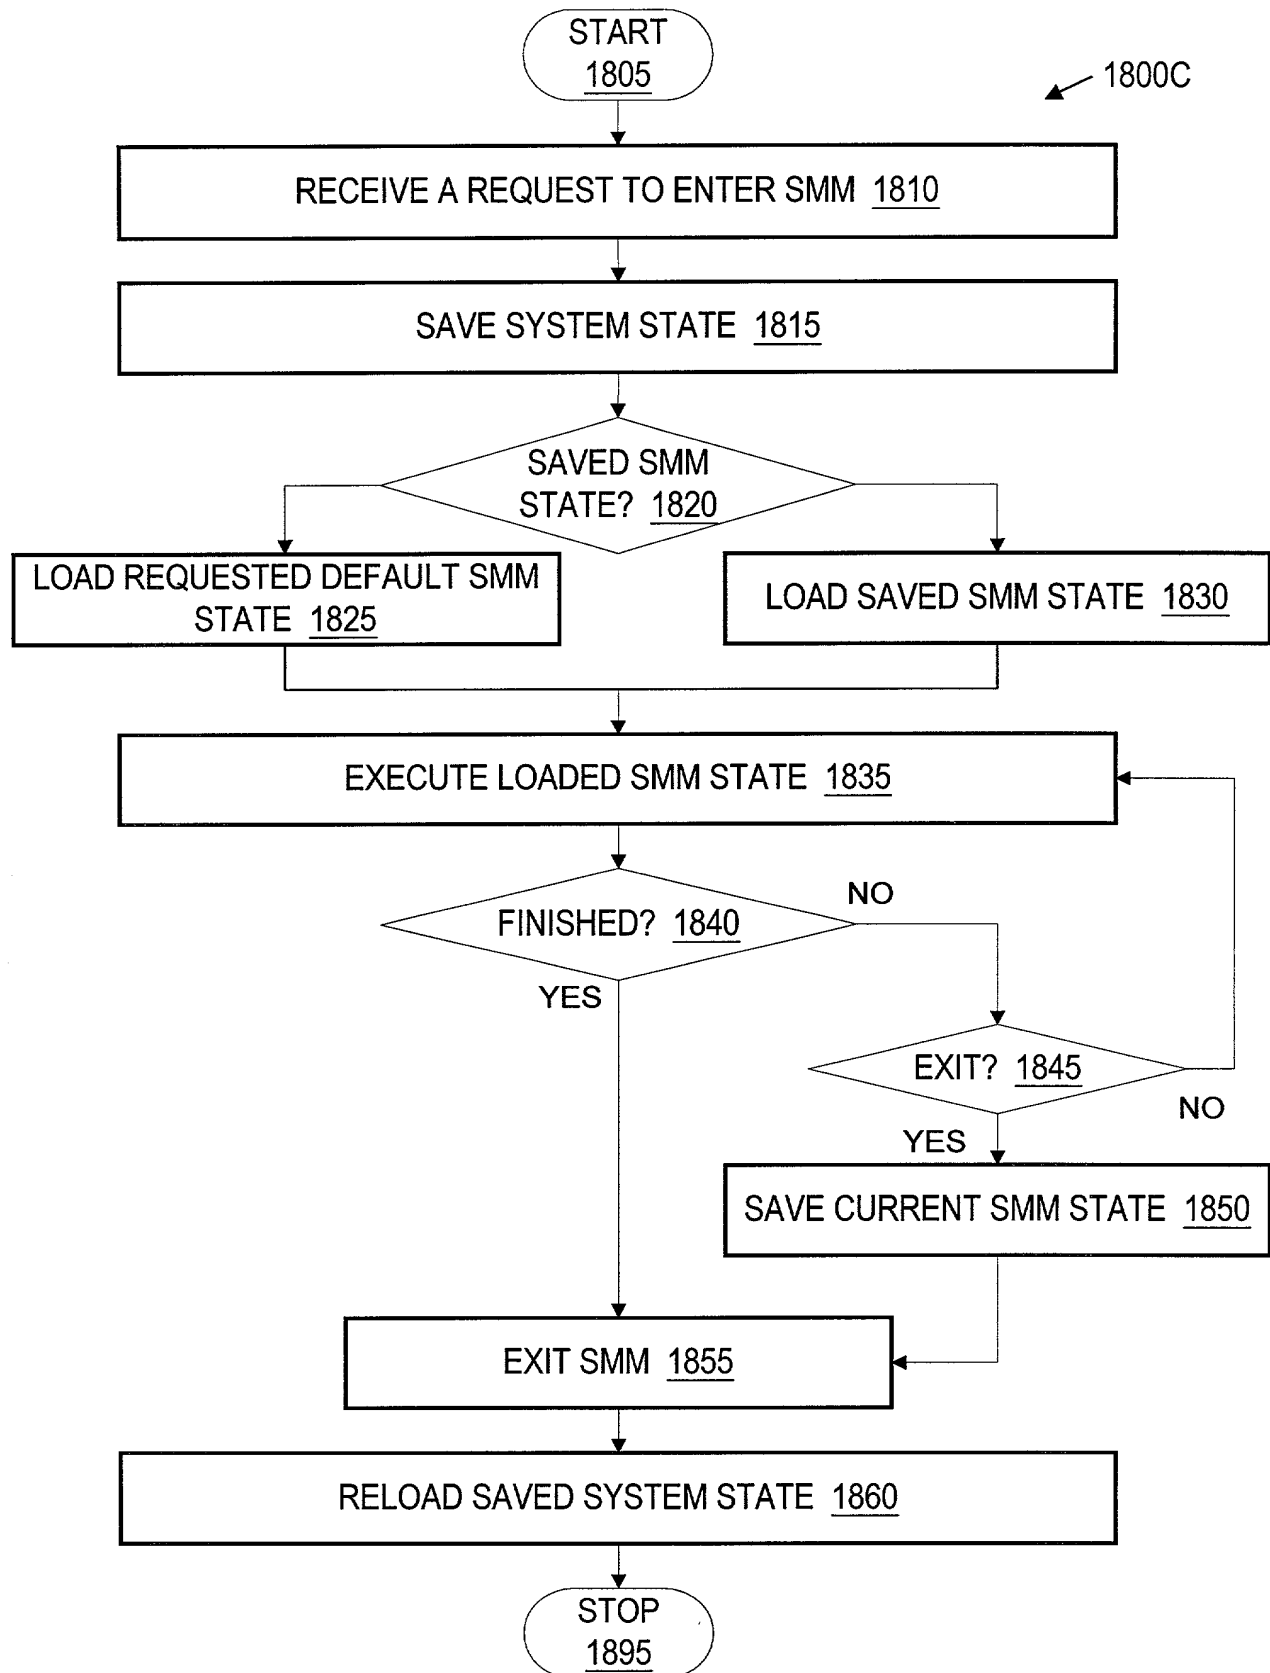 START
1805
1800C
RECEIVE A REQUEST TO ENTER SMM 1810
SAVE SYSTEM STATE 1815
SAVED SMM
STATE? 1820
LOAD REQUESTED DEFAULT SMM
STATE 1825
LOAD SAVED SMM STATE 1830
EXECUTE LOADED SMM STATE 1835
FINISHED? 1840
NO
YES
EXIT? 1845
NO
YES
SAVE CURRENT SMM STATE 1850
EXIT SMM 1855
RELOAD SAVED SYSTEM STATE 1860
STOP
1895